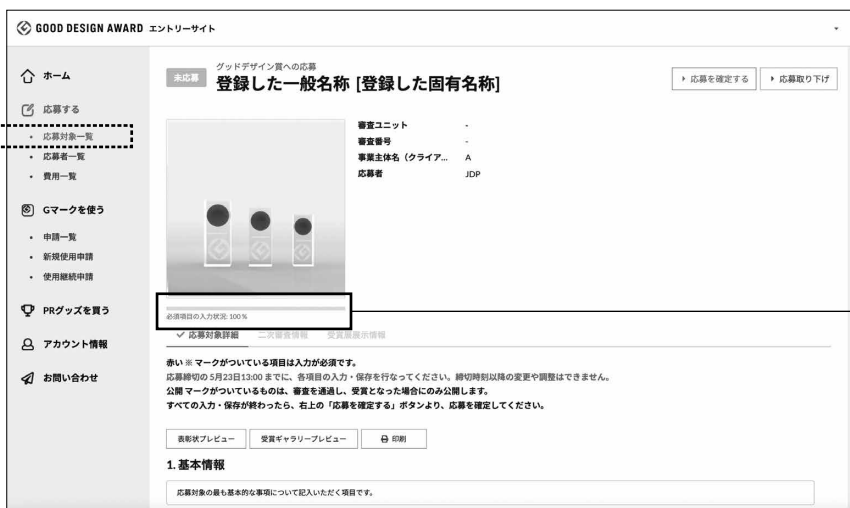 GOOD DESIGN AWARD エントリーサイト
ホーム
応募する
・ 応募対象一覧
・ 応募者一覧
・ 費用一覧
Gマークを使う
・ 申請一覧
・ 新規使用申請
・ 使用継続申請
PRグッズを買う
アカウント情報
お問い合わせ
未応募
グッドデザイン賞への応募
登録した一般名称 [登録した固有名称]
応募を確定する
応募取り下げ
審査ユニット -
審査番号 -
事業主体名（クライア... A
応募者 JDP
必須項目の入力状況: 100 %
応募対象詳細 二次審査情報 受賞展展示情報
赤い ※ マークがついている項目は入力が必須です。
応募締切の 5月23日13:00 までに、各項目の入力・保存を行なってください。締切時刻以降の変更や調整はできません。
公開 マークがついているものは、審査を通過し、受賞となった場合にのみ公開します。
すべての入力・保存が終わったら、右上の「応募を確定する」ボタンより、応募を確定してください。
表彰状プレビュー 受賞ギャラリープレビュー 印刷
1. 基本情報
応募対象の最も基本的な事項について記入いただく項目です。